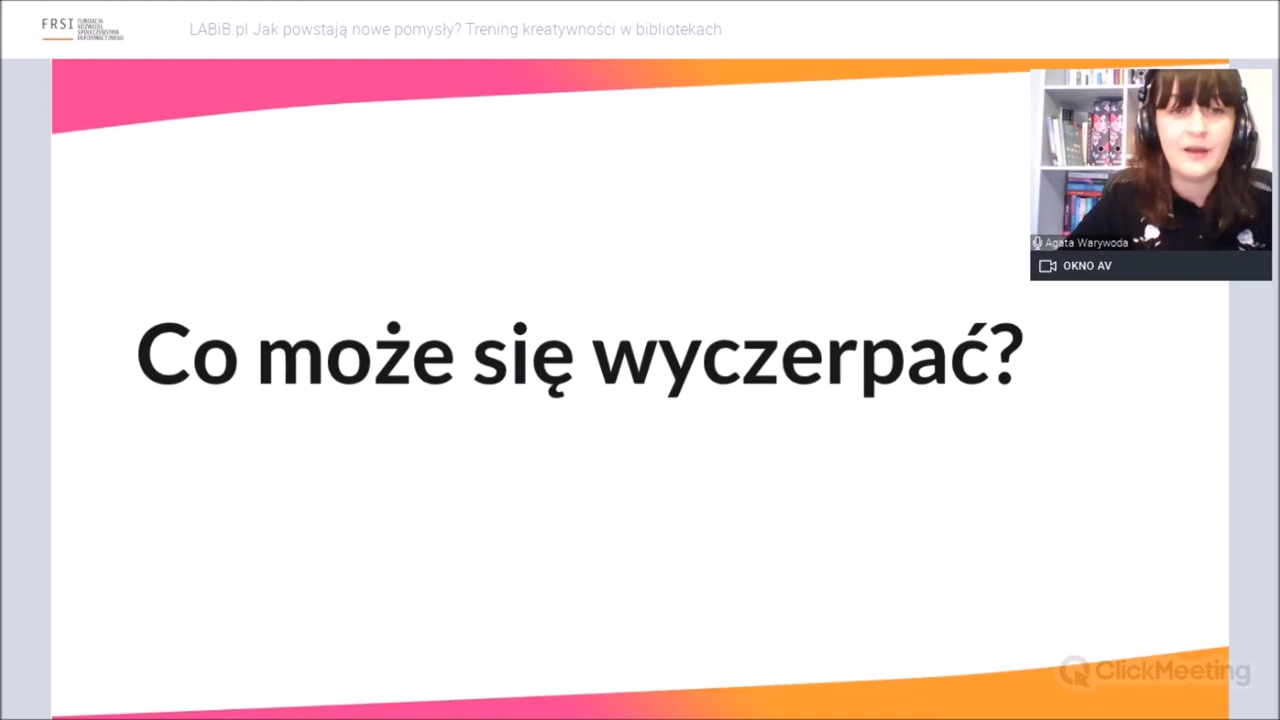 FRSI FUNDACJA
ROZWOJU
SPOŁECZEŃSTWA
INFORMACYJNEGO
LABiB.pl Jak powstają nowe pomysły? Trening kreatywności w bibliotekach
Agata Warywoda
OKNO AV
Co może się wyczerpać?
ClickMeeting